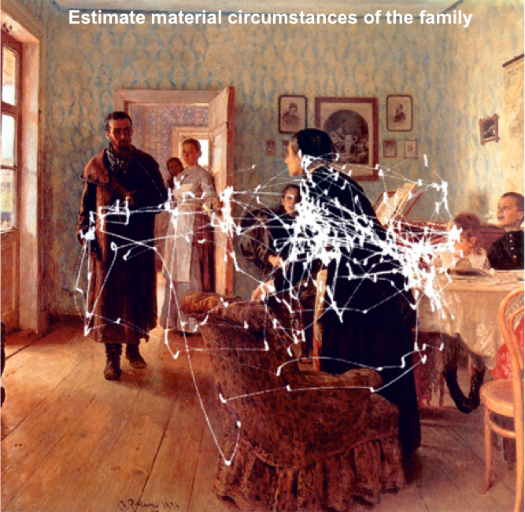 Estimate material circumstances of the family